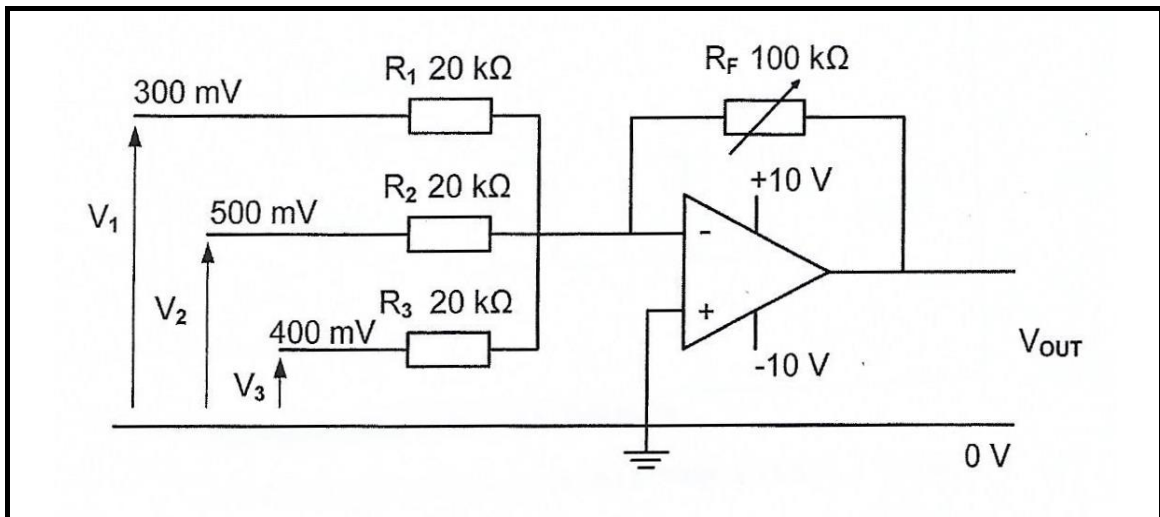 R₁ 20 kΩ
R_F 100 kΩ
300 mV
+10 V
R₂ 20 kΩ
500 mV
V₁
-
R₃ 20 kΩ
V₂
+
400 mV
V_OUT
-10 V
V₃
0 V